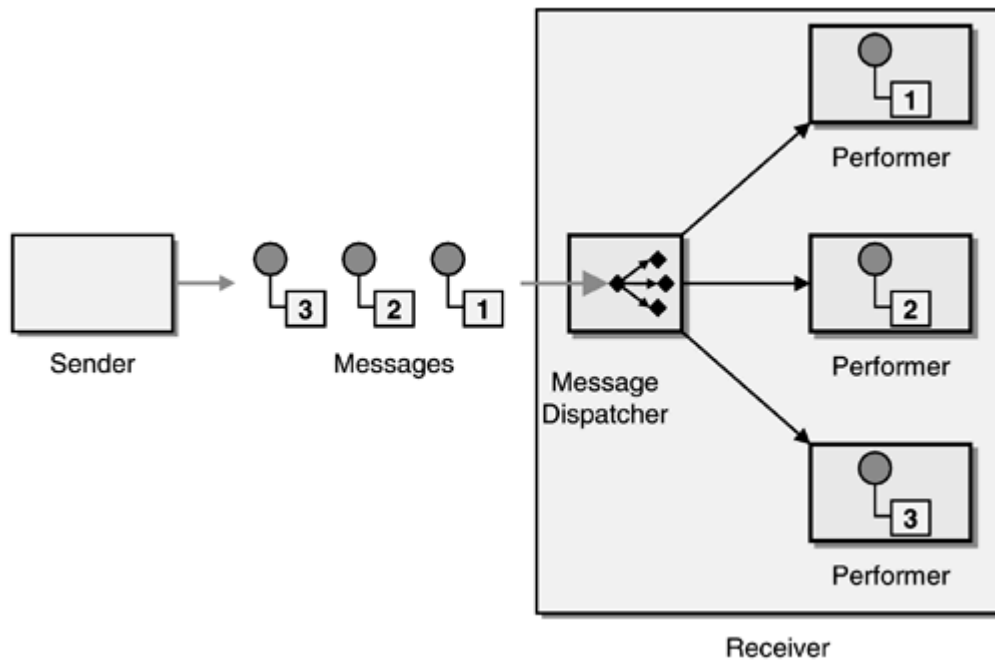 1
Performer
3
2
1
2
Sender
Messages
Message
Dispatcher
Performer
3
Performer
Receiver